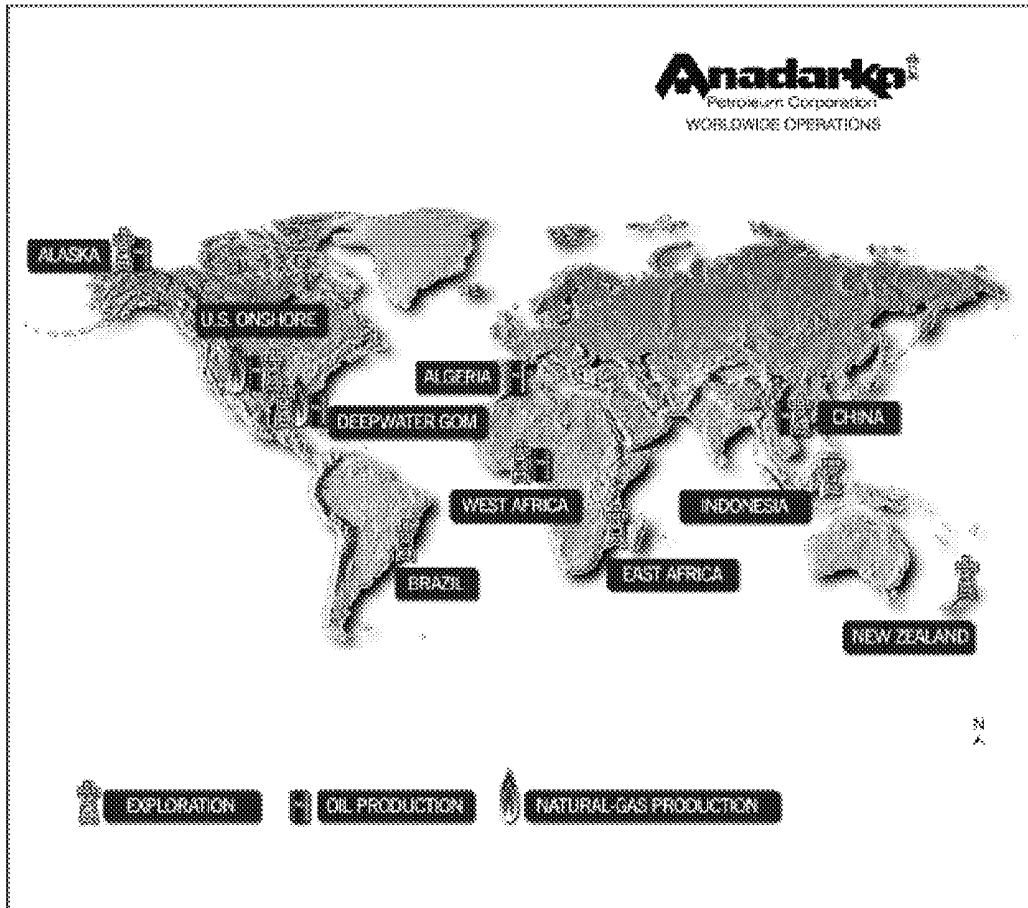 Anadarko
Petroleum Corporation
WORLDWIDE OPERATIONS
ALASKA
U.S. ONSHORE
ALGERIA
DEEPWATER GOM
CHINA
WEST AFRICA
INDONESIA
BRAZIL
EAST AFRICA
NEW ZEALAND
N
EXPLORATION
OIL PRODUCTION
NATURAL-GAS PRODUCTION